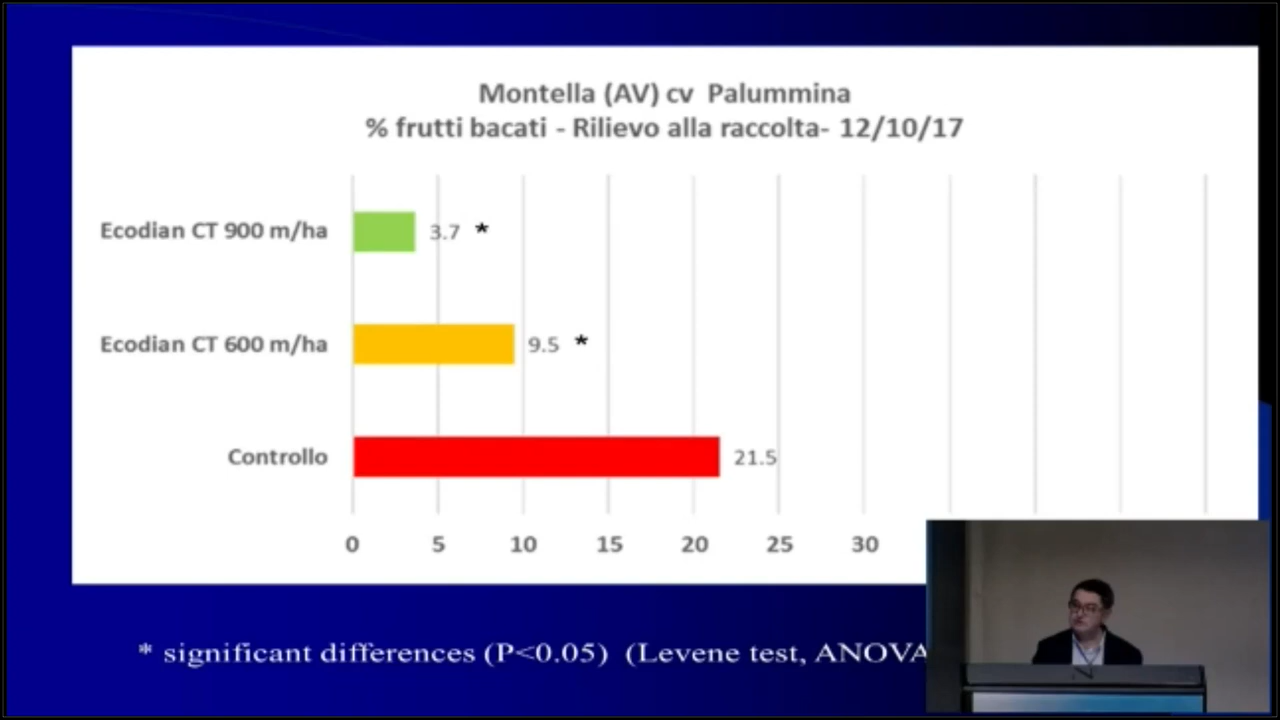 Montella (AV) cv Palummina
% frutti bacati - Rilievo alla raccolta- 12/10/17
Ecodian CT 900 m/ha
3.7 *
Ecodian CT 600 m/ha
9.5 *
Controllo
21.5
0 5 10 15 20 25 30
* significant differences (P<0.05) (Levene test, ANOVA